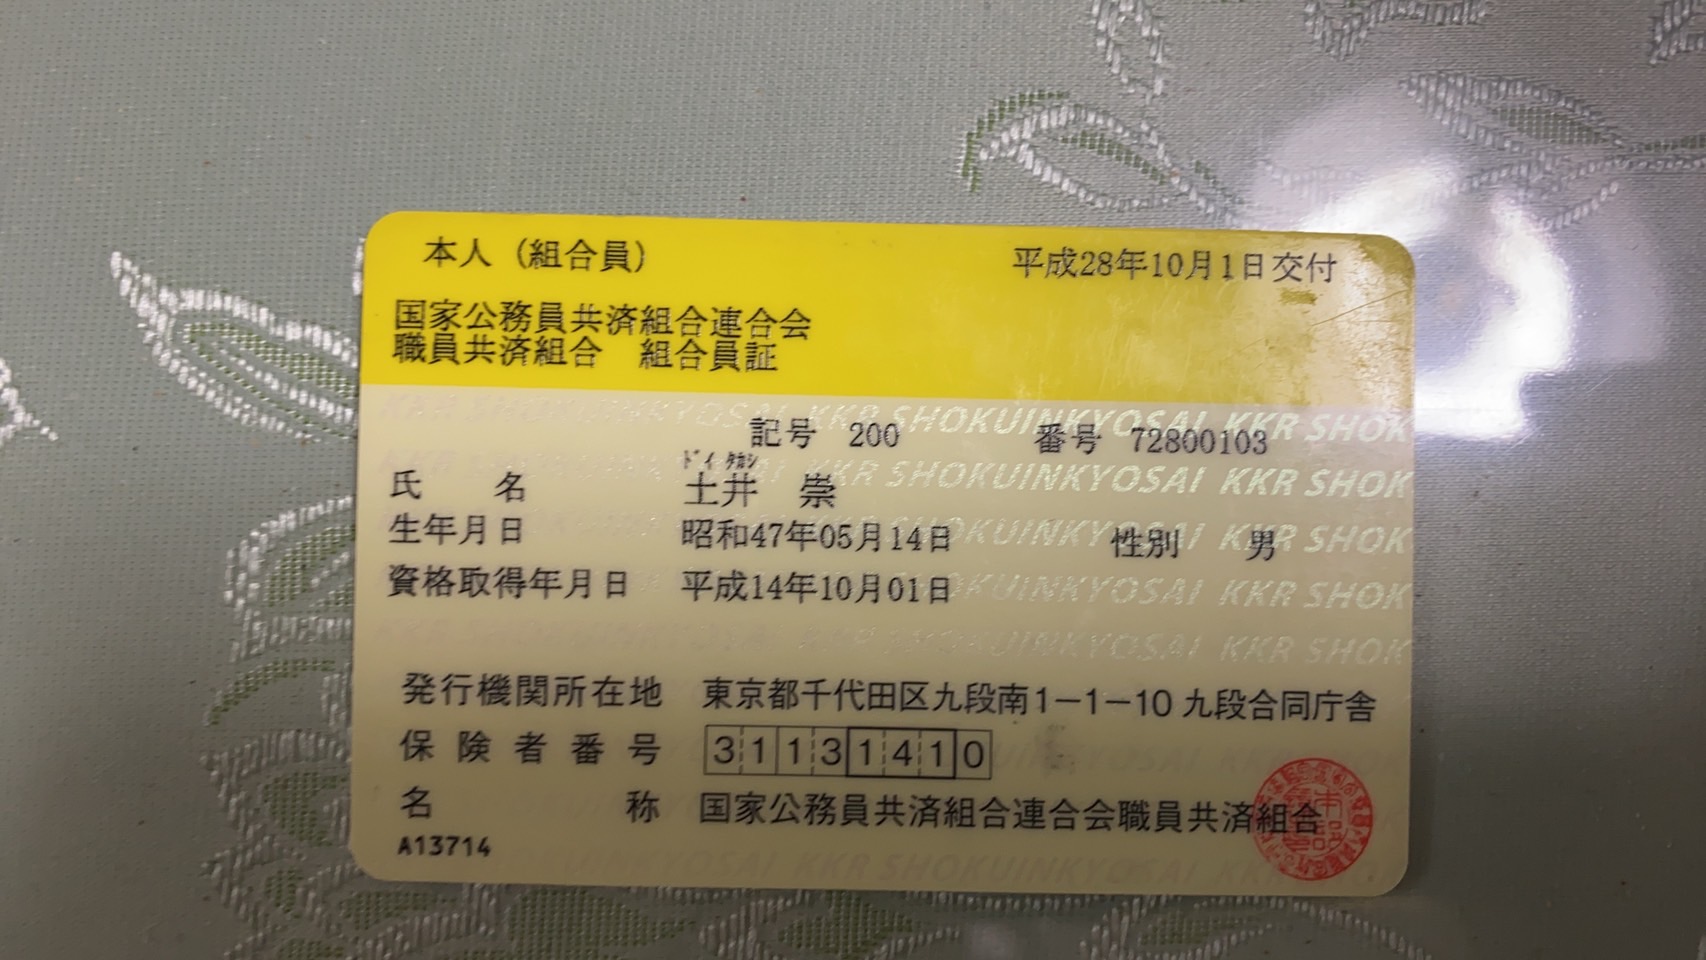 本人（組合員）
平成28年10月1日交付
国家公務員共済組合連合会
職員共済組合　組合員証
記号　200　番号　72800103
ﾄﾞｲ ﾀｶｼ
氏名　土井　崇
生年月日　昭和47年05月14日　性別　男
資格取得年月日　平成14年10月01日
発行機関所在地　東京都千代田区九段南1－1－10 九段合同庁舎
保険者番号　31131410
名称　国家公務員共済組合連合会職員共済組合
A13714
KKR SHOKUINKYOSAI KKR SHOKUINKYOSAI KKR SHOK